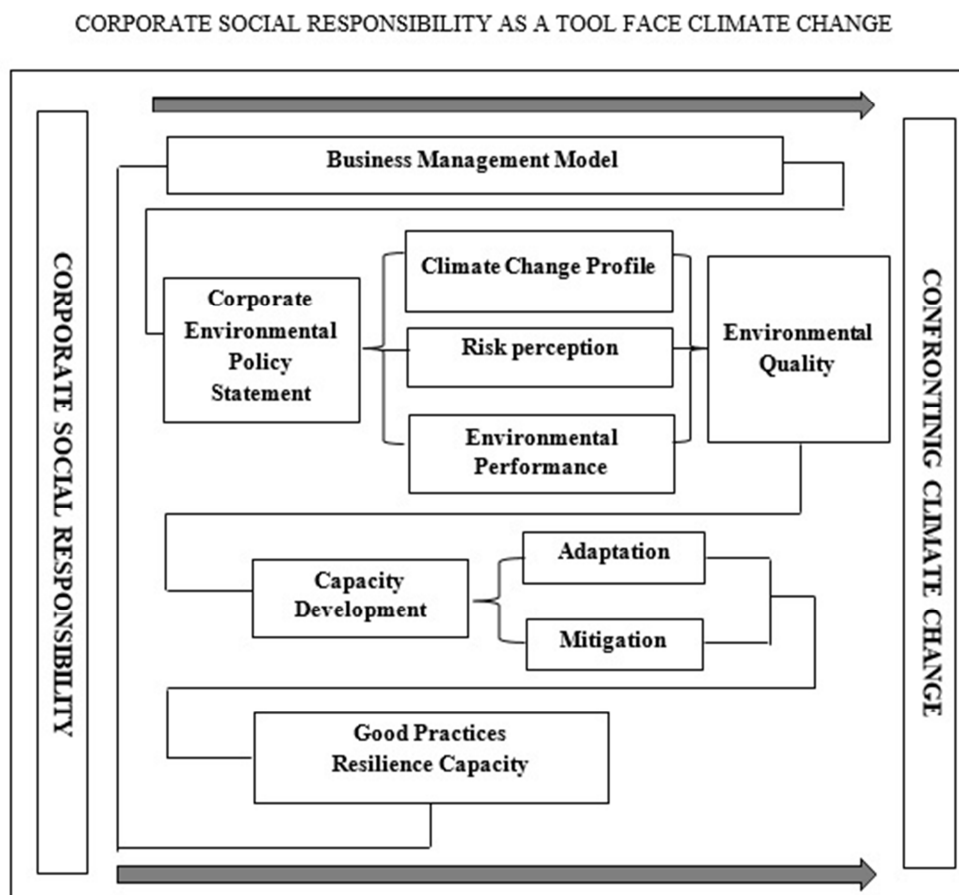 CORPORATE SOCIAL RESPONSIBILITY AS A TOOL FACE CLIMATE CHANGE
CORPORATE SOCIAL RESPONSIBILITY
Business Management Model
Corporate
Environmental
Policy
Statement
Climate Change Profile
Risk perception
Environmental
Performance
Environmental
Quality
Capacity
Development
Adaptation
Mitigation
Good Practices
Resilience Capacity
CONFRONTINIG CLIMATE CHANGE